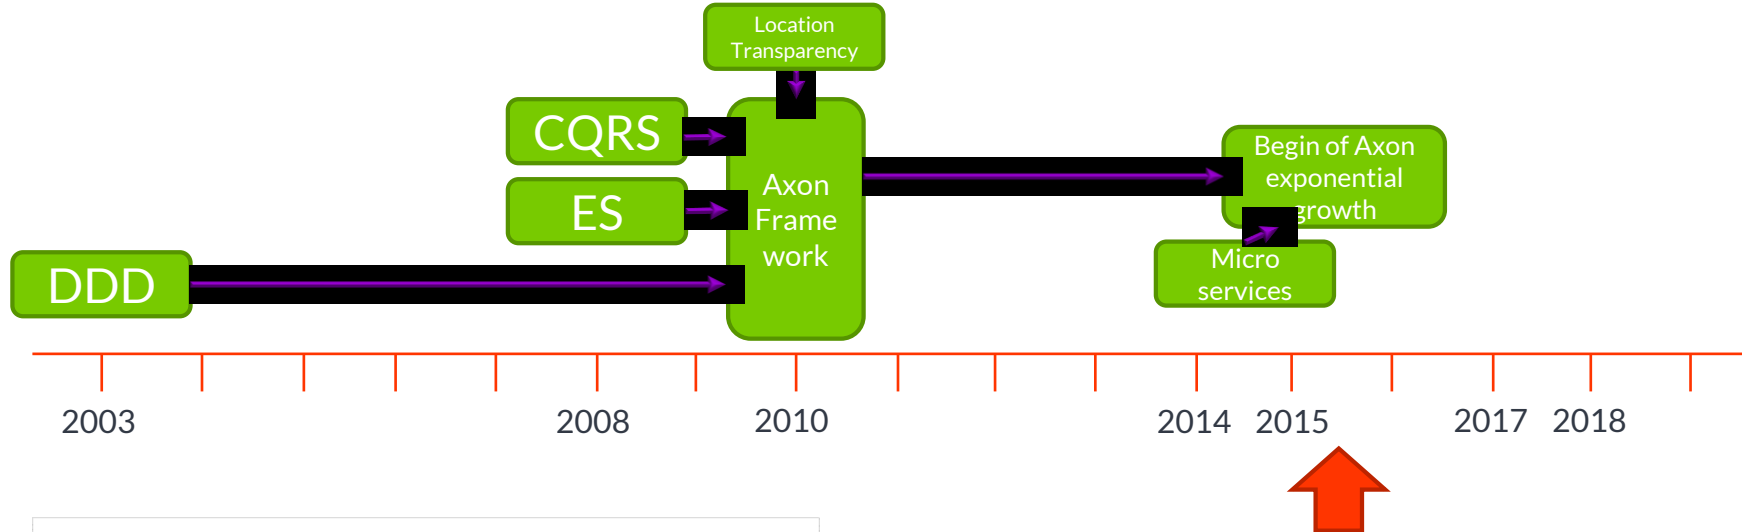 Location
Transparency
CQRS
ES
DDD
Axon
Frame
work
Begin of Axon
exponential
growth
Micro
services
2003
2008
2010
2014
2015
2017
2018